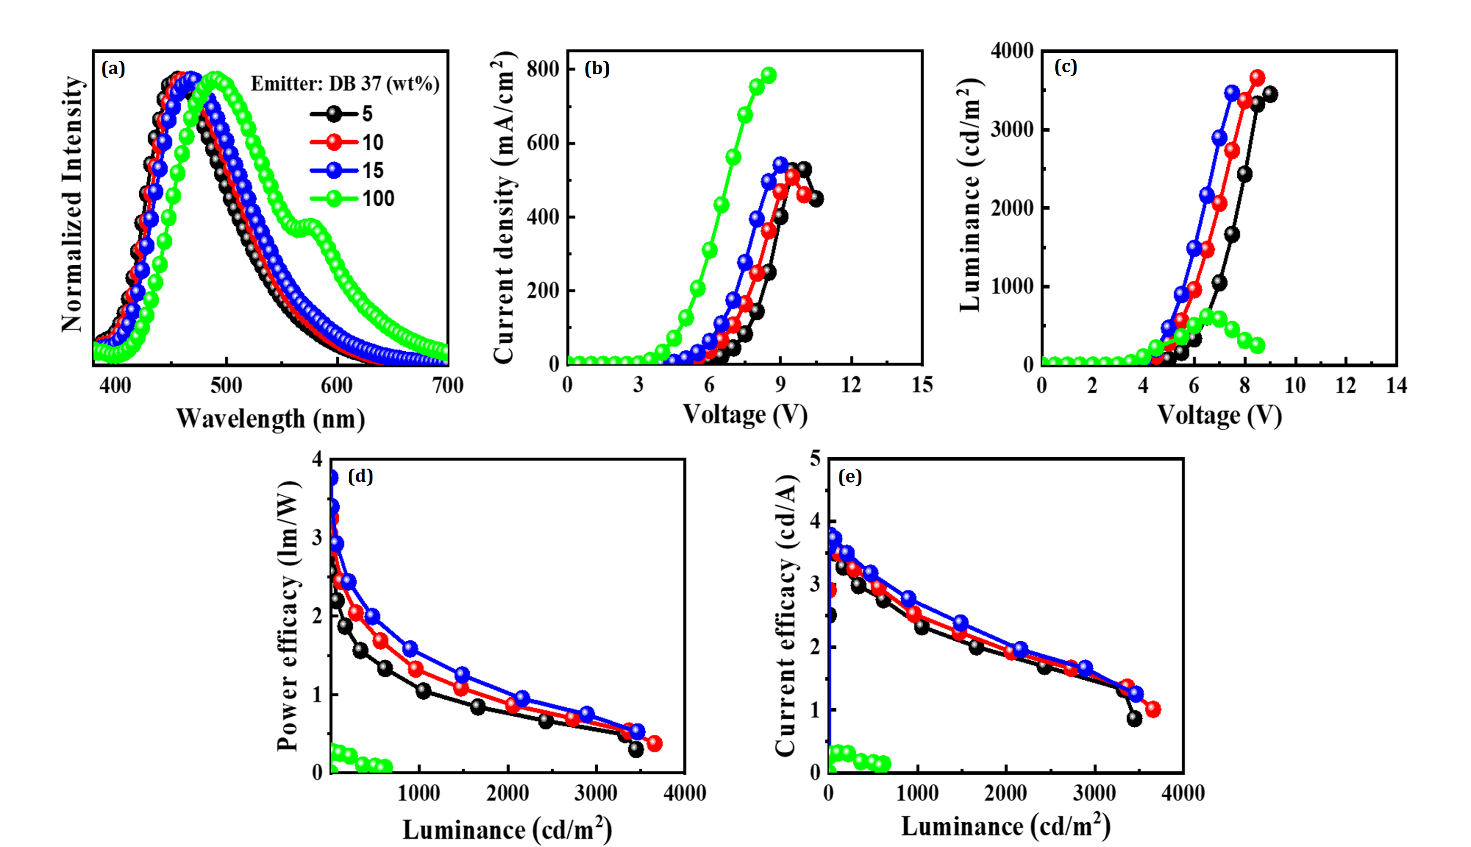 (a)
Emitter: DB 37 (wt%)
5
10
15
100
Normalized Intensity
400 500 600 700
Wavelength (nm)
(b)
Current density (mA/cm²)
800
600
400
200
0
0 3 6 9 12 15
Voltage (V)
(c)
Luminance (cd/m²)
4000
3000
2000
1000
0
0 2 4 6 8 10 12 14
Voltage (V)
(d)
Power efficacy (lm/W)
4
3
2
1
0
1000 2000 3000 4000
Luminance (cd/m²)
(e)
Current efficacy (cd/A)
5
4
3
2
1
0
0 1000 2000 3000 4000
Luminance (cd/m²)